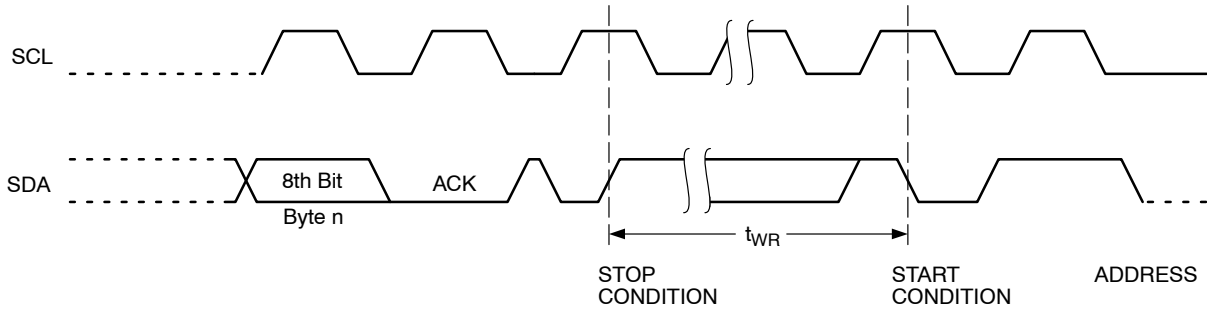 SCL
SDA
8th Bit
Byte n
ACK
tWR
STOP
CONDITION
START
CONDITION
ADDRESS